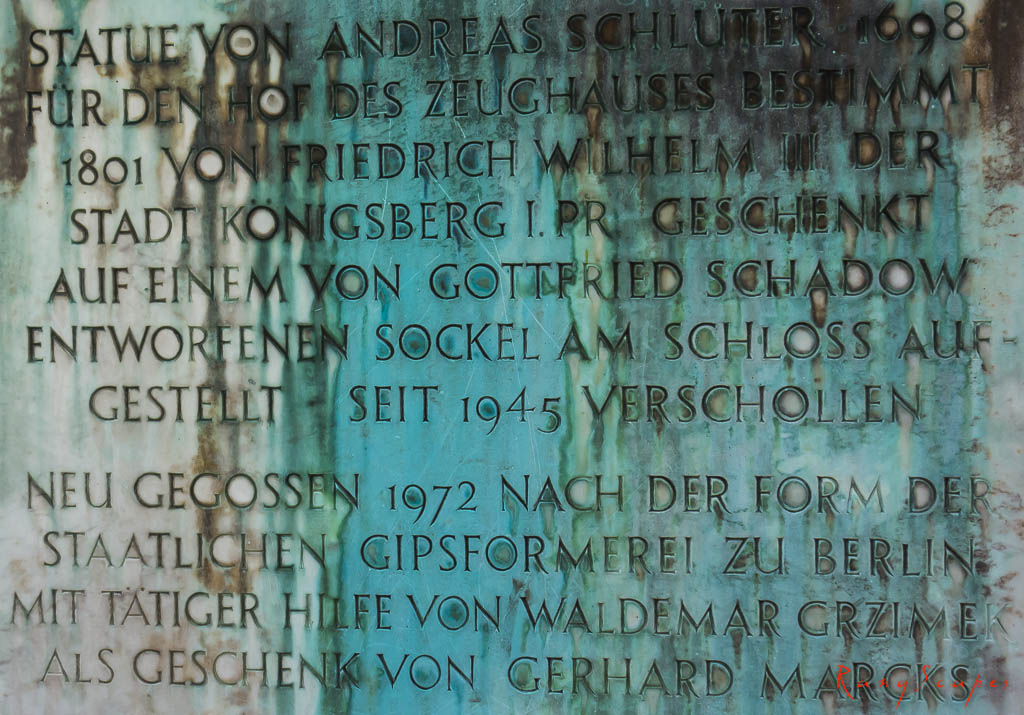 STATUE VON ANDREAS SCHLÜTER 1698
FÜR DEN HOF DES ZEUGHAUSES BESTIMMT
1801 VON FRIEDRICH WILHELM III DER
STADT KÖNIGSBERG I. PR GESCHENKT
AUF EINEM VON GOTTFRIED SCHADOW
ENTWORFENEN SOCKEL AM SCHLOSS AUF-
GESTELLT SEIT 1945 VERSCHOLLEN
NEU GEGOSSEN 1972 NACH DER FORM DER
STAATLICHEN GIPSFORMEREI ZU BERLIN
MIT TÄTIGER HILFE VON WALDEMAR GRZIMEK
ALS GESCHENK VON GERHARD MARCKS